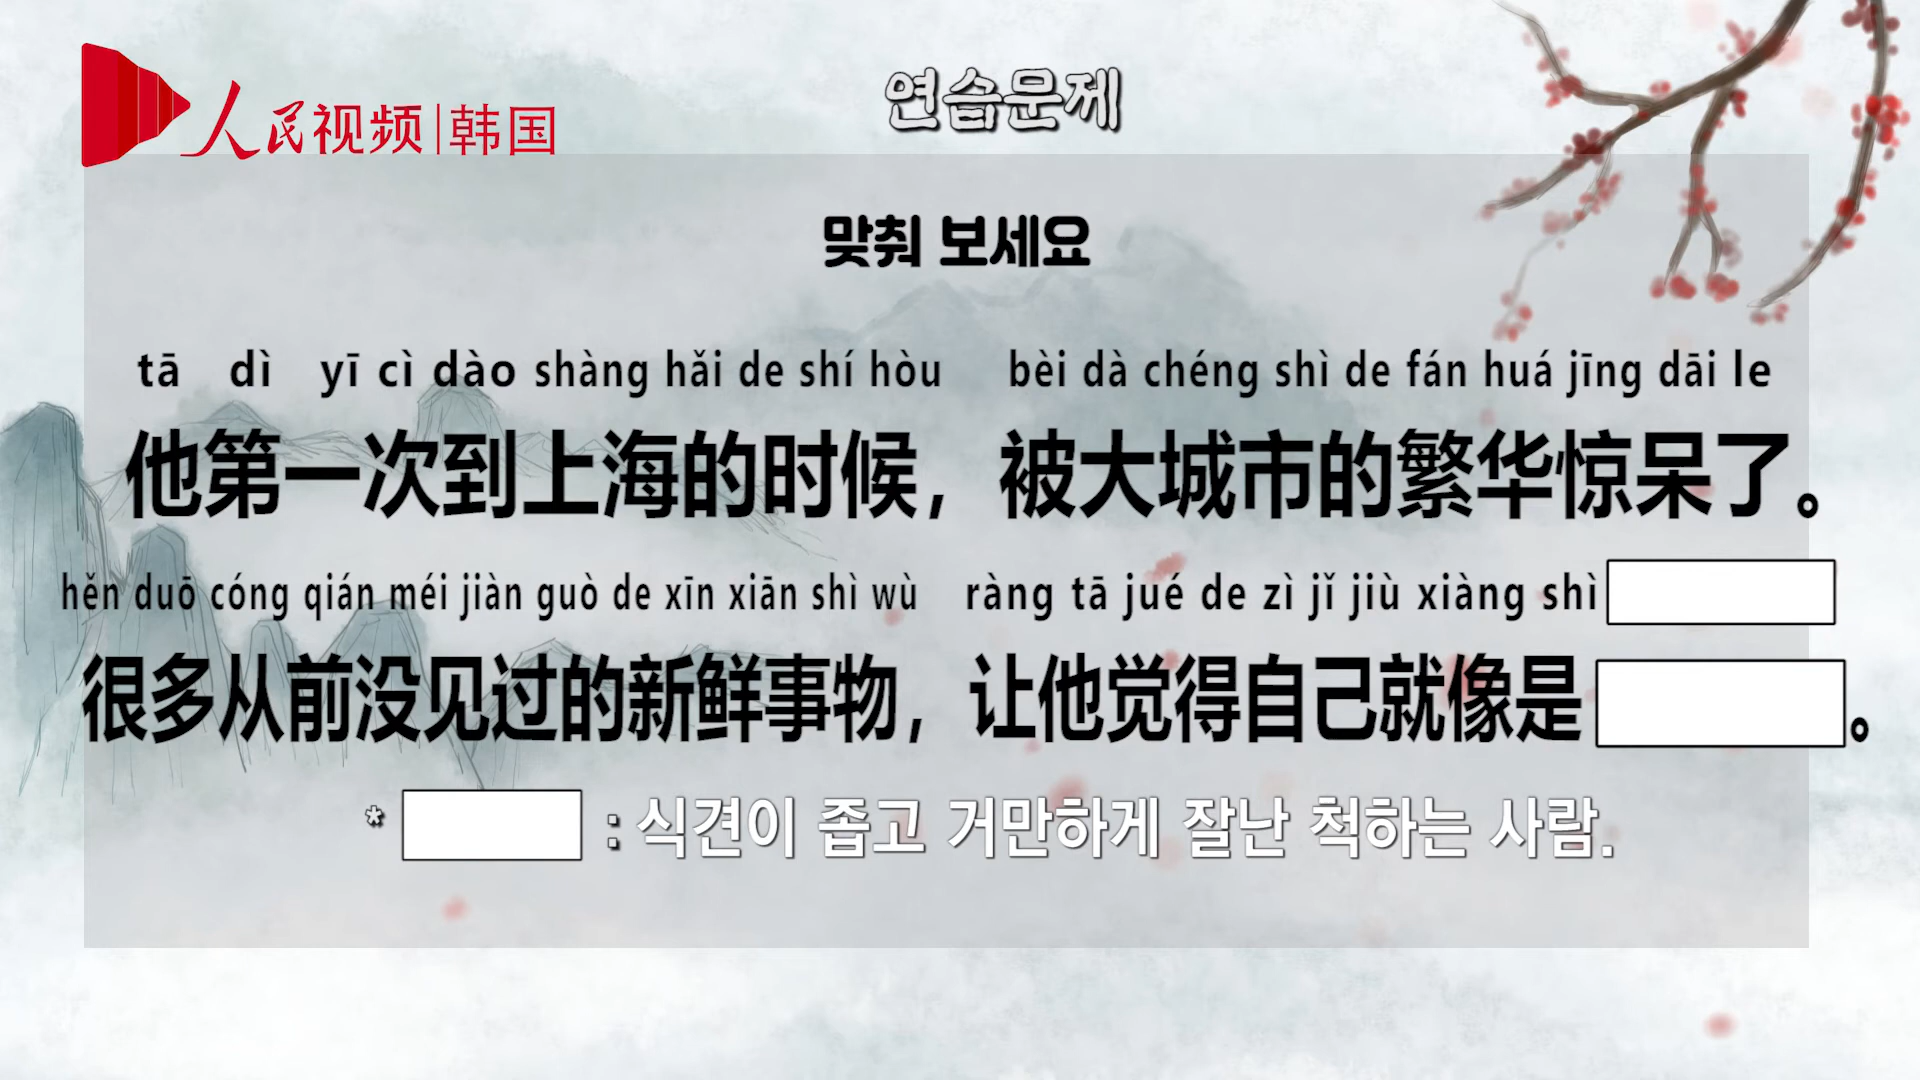 人民视频|韩国
연습문제
맞춰 보세요
tā dì yī cì dào shàng hǎi de shí hòu bèi dà chéng shì de fán huá jīng dāi le
他第一次到上海的时候，被大城市的繁华惊呆了。
hěn duō cóng qián méi jiàn guò de xīn xiān shì wù ràng tā jué de zì jǐ jiù xiàng shì
很多从前没见过的新鲜事物，让他觉得自己就像是 。
* : 식견이 좁고 거만하게 잘난 척하는 사람.